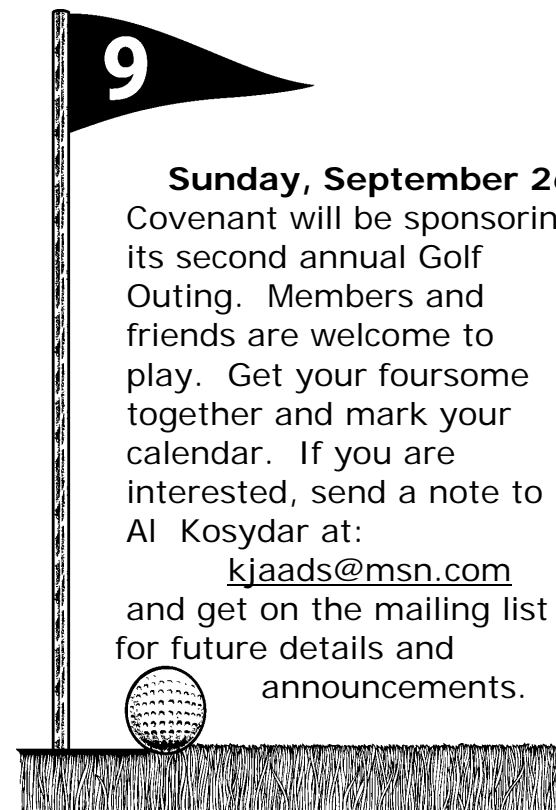 9
Sunday, September
Covenant will be
its second annual Golf
Outing. Members and
friends are welcome to
play. Get your foursome
together and mark your
calendar. If you are
interested, send a note to
Al Kosydar at:
kjaads@msn.com
and get on the mailing list
for future details and
announcements.